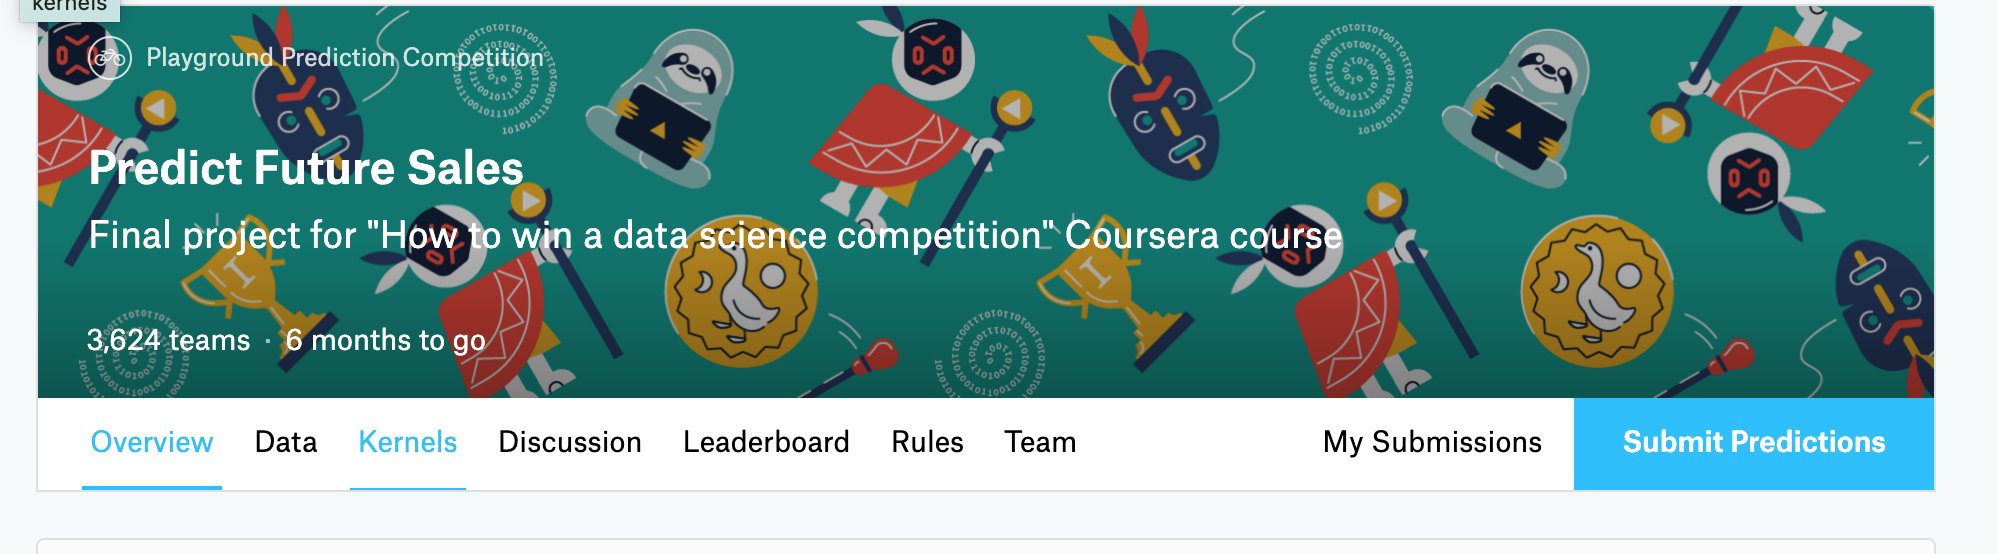 kernels
Playground Prediction Competition
Predict Future Sales
Final project for "How to win a data science competition" Coursera course
3,624 teams · 6 months to go
Overview Data Kernels Discussion Leaderboard Rules Team My Submissions Submit Predictions